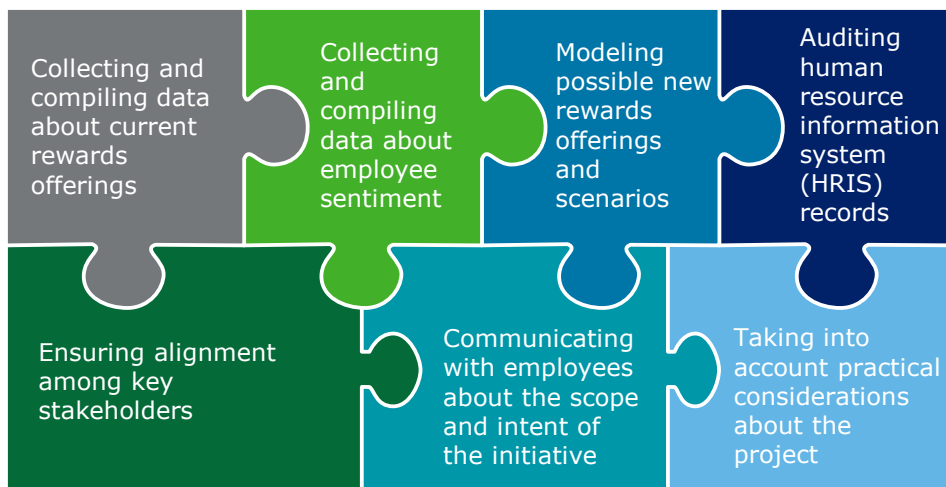 Collecting and
compiling data
about current
rewards
offerings
Collecting
and
compiling
data about
employee
sentiment
Modeling
possible new
rewards
offerings
and
scenarios
Auditing
human
resource
information
system
(HRIS)
records
Ensuring alignment
among key
stakeholders
Communicating
with employees
about the scope
and intent of
the initiative
Taking into
account practical
considerations
about the
project